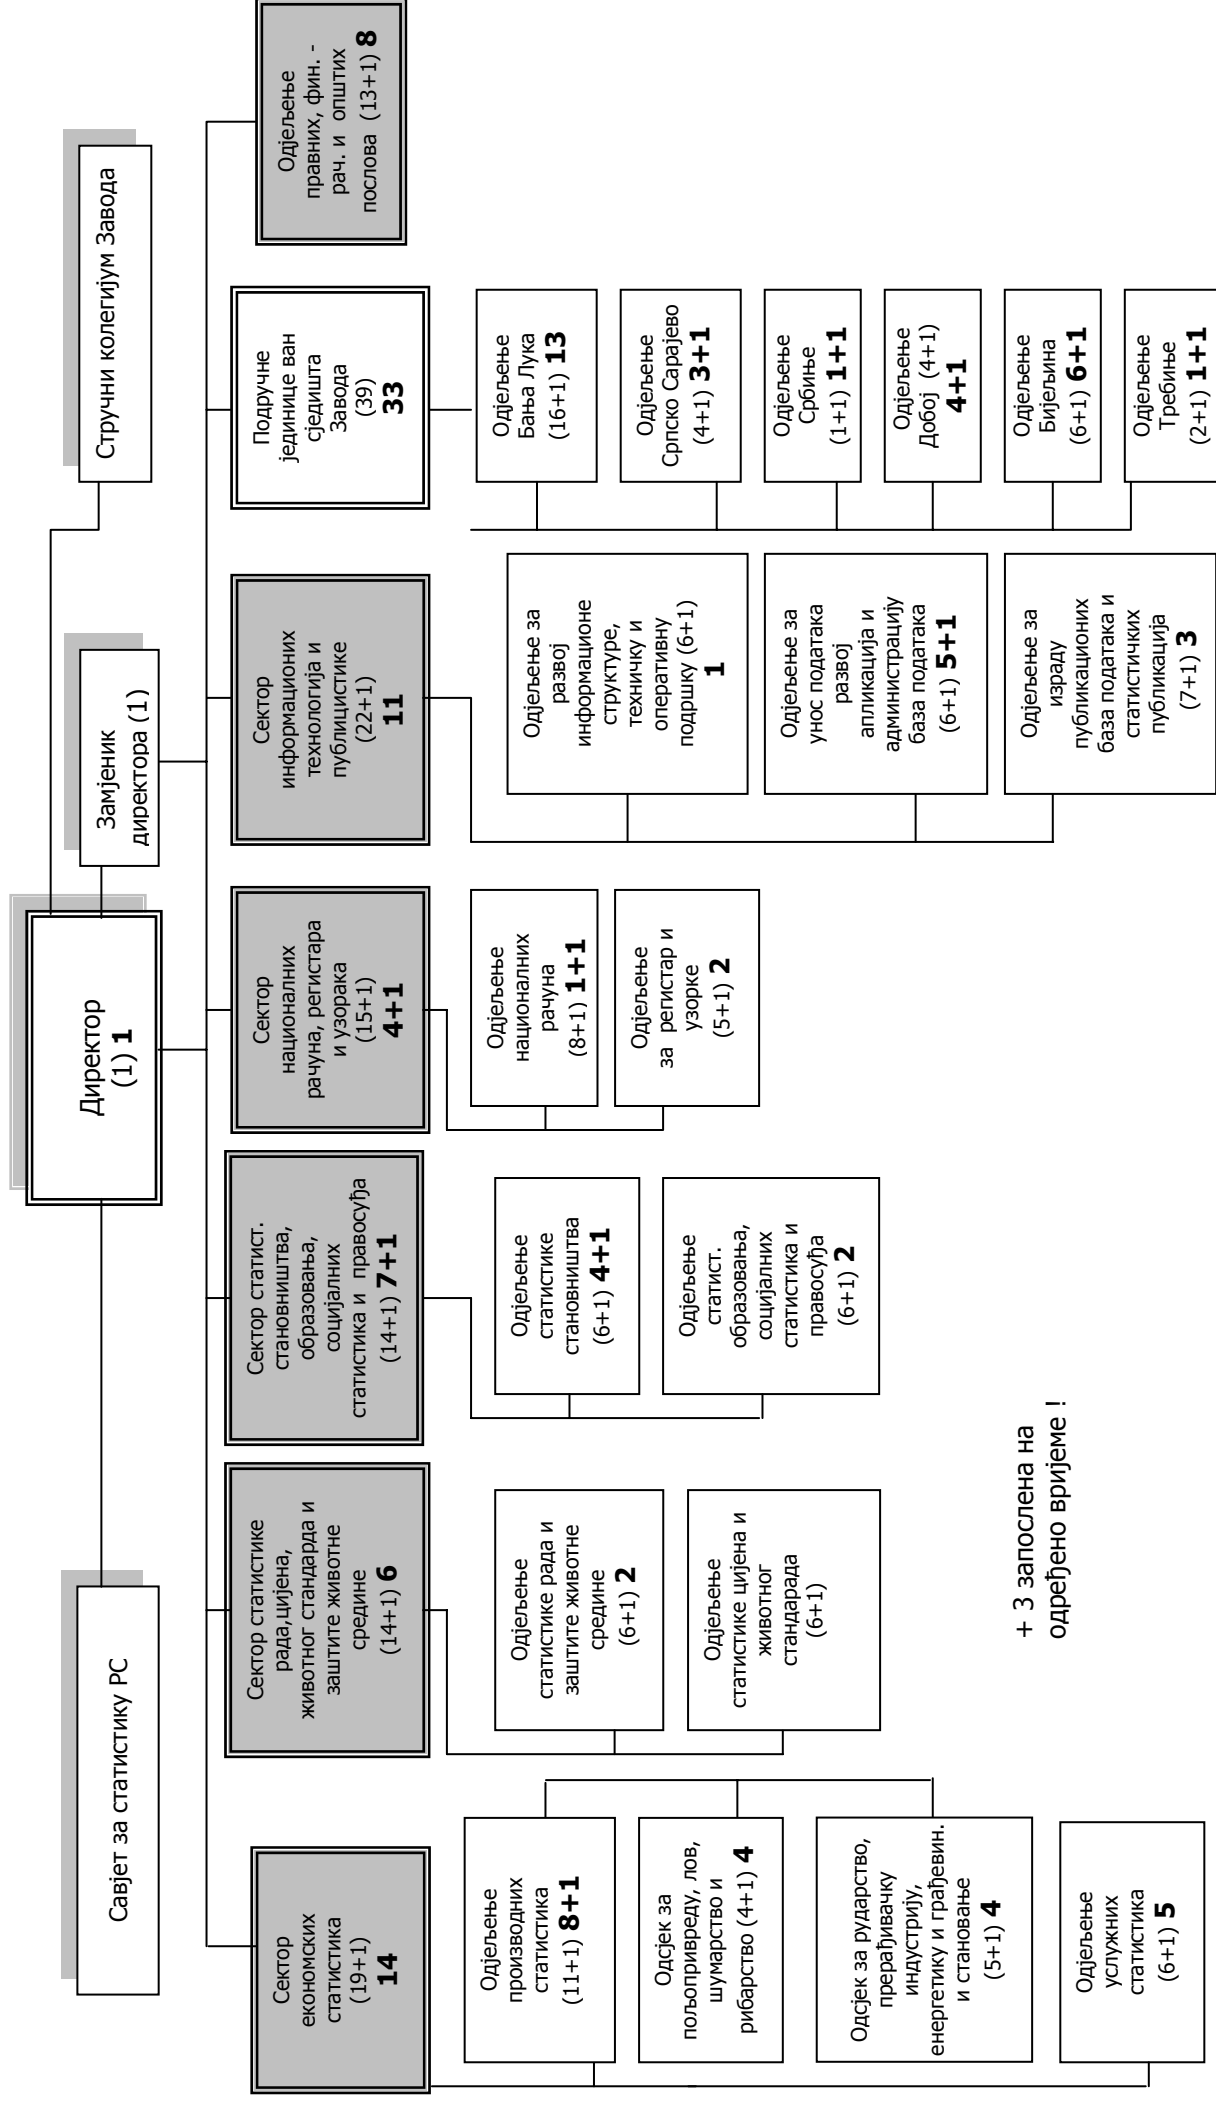 Савјет за статистику РС
Директор
(1) 1
Замјеник
директора (1)
Стручни колегијум Завода
Сектор
економских
статистика
(19+1)
14
Сектор статистике
рада,цијена,
животног стандарда и
заштите животне
средине
(14+1) 6
Сектор статист.
становништва,
образовања,
социјалних
статистика и правосуђа
(14+1) 7+1
Сектор
националних
рачуна, регистара
и узорака
(15+1)
4+1
Сектор
информационих
технологија и
публицистике
(22+1)
11
Подручне
јединице ван
сједишта
Завода
(39)
33
Одјељење
правних, фин. -
рач. и општих
послова (13+1) 8
Одјељење
производних
статистика
(11+1) 8+1
Одсјек за
пољопривреду, лов,
шумарство и
рибарство (4+1) 4
Одсјек за рударство,
прерађивачку
индустрију,
енергетику и грађевин.
и становање
(5+1) 4
Одјељење
услужних
статистика
(6+1) 5
Одјељење
статистике рада и
заштите животне
средине
(6+1) 2
Одјељење
статистике цијена и
животног
стандарада
(6+1)
Одјељење
статистике
становништва
(6+1) 4+1
Одјељење
статист.
образовања,
социјалних
статистика и
правосуђа
(6+1) 2
Одјељење
националних
рачуна
(8+1) 1+1
Одјељење
за регистар и
узорке
(5+1) 2
Одјељење за
развој
информационе
структуре,
техничку и
оперативну
подршку (6+1)
1
Одјељење за
унос података
развој
апликација и
администрацију
база података
(6+1) 5+1
Одјељење за
израду
публикационих
база података и
статистичких
публикација
(7+1) 3
Одјељење
Бања Лука
(16+1) 13
Одјељење
Српско Сарајево
(4+1) 3+1
Одјељење
Србиње
(1+1) 1+1
Одјељење
Добој (4+1)
4+1
Одјељење
Бијељина
(6+1) 6+1
Одјељење
Требиње
(2+1) 1+1
+ 3 запослена на
одређено вријеме !